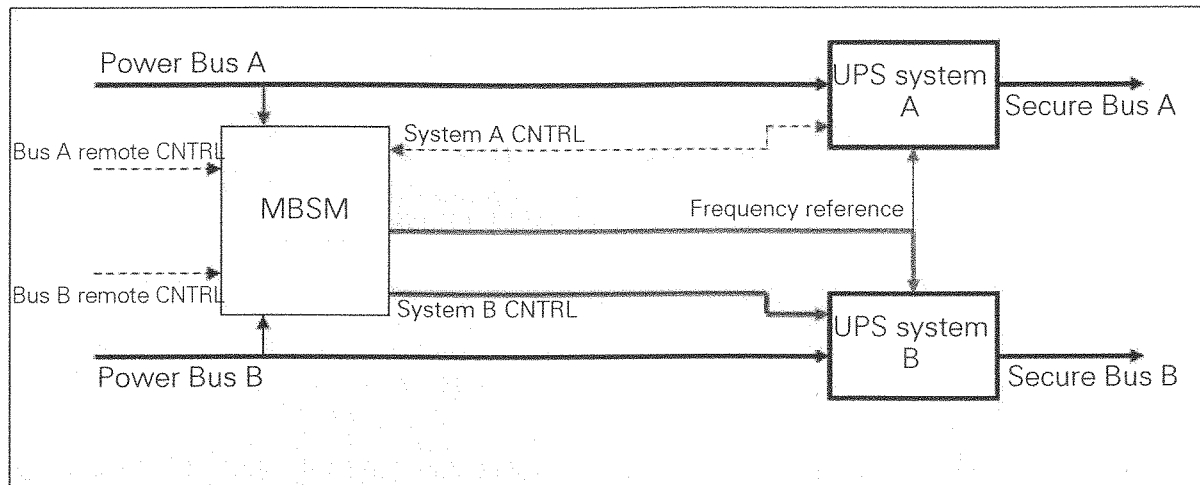 Power Bus A
UPS system
A
Secure Bus A
System A CNTRL
Bus A remote CNTRL
MBSM
Frequency reference
Bus B remote CNTRL
System B CNTRL
UPS system
B
Power Bus B
Secure Bus B